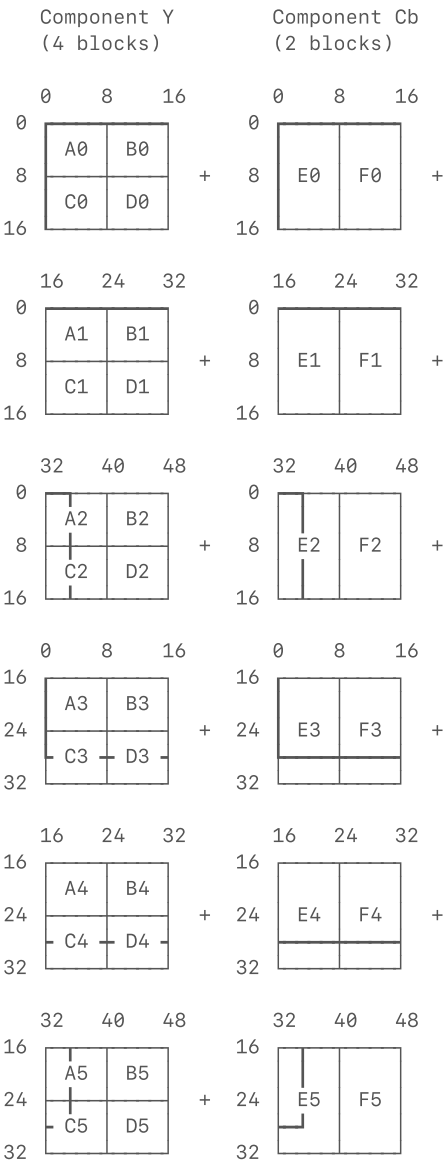 Component Y Component Cb
(4 blocks) (2 blocks)
0 8 16 0 8 16
0 0
A0 B0
8 + 8 E0 F0 +
C0 D0
16 16
16 24 32 16 24 32
0 0
A1 B1
8 + 8 E1 F1 +
C1 D1
16 16
32 40 48 32 40 48
0 0
A2 B2
8 + 8 E2 F2 +
C2 D2
16 16
0 8 16 0 8 16
16 16
A3 B3
24 + 24 E3 F3 +
C3 D3
32 32
16 24 32 16 24 32
16 16
A4 B4
24 + 24 E4 F4 +
C4 D4
32 32
32 40 48 32 40 48
16 16
A5 B5
24 + 24 E5 F5 +
C5 D5
32 32